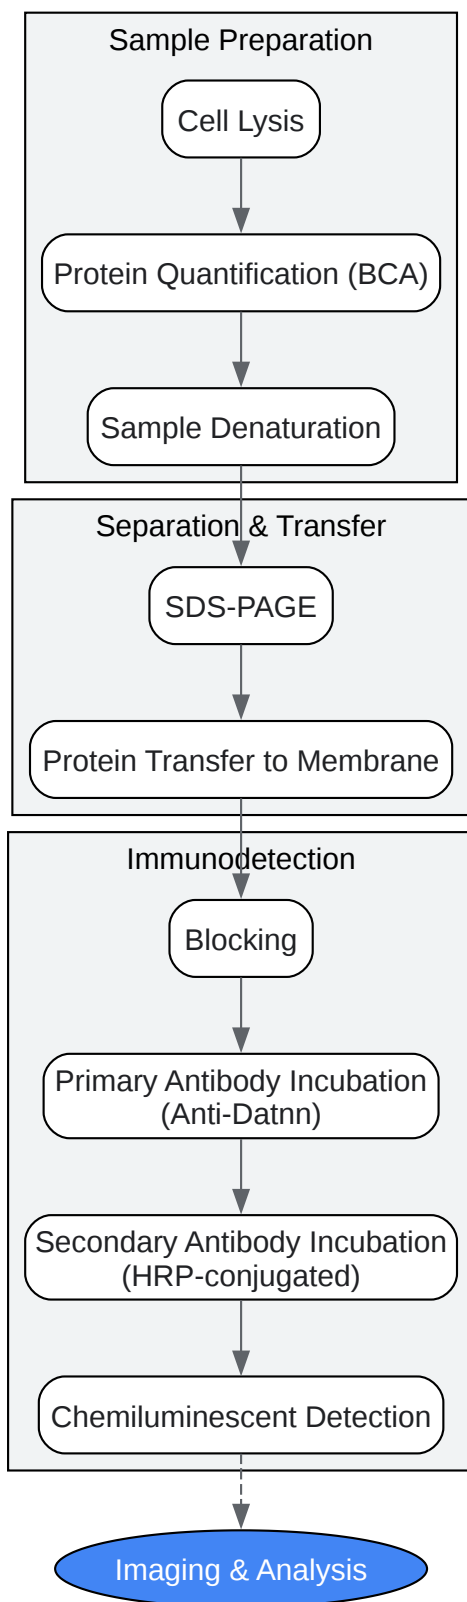 Sample Preparation
Cell Lysis
Protein Quantification (BCA)
Sample Denaturation
Separation & Transfer
SDS-PAGE
Protein Transfer to Membrane
Immunodetection
Blocking
Primary Antibody Incubation
(Anti-Datnn)
Secondary Antibody Incubation
(HRP-conjugated)
Chemiluminescent Detection
Imaging & Analysis